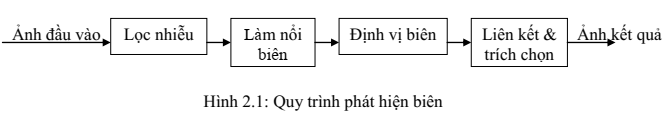 Ảnh đầu vào
Lọc nhiễu
Làm nổi
biên
Định vị biên
Liên kết &
trích chọn
Ảnh kết quả
Hình 2.1: Quy trình phát hiện biên